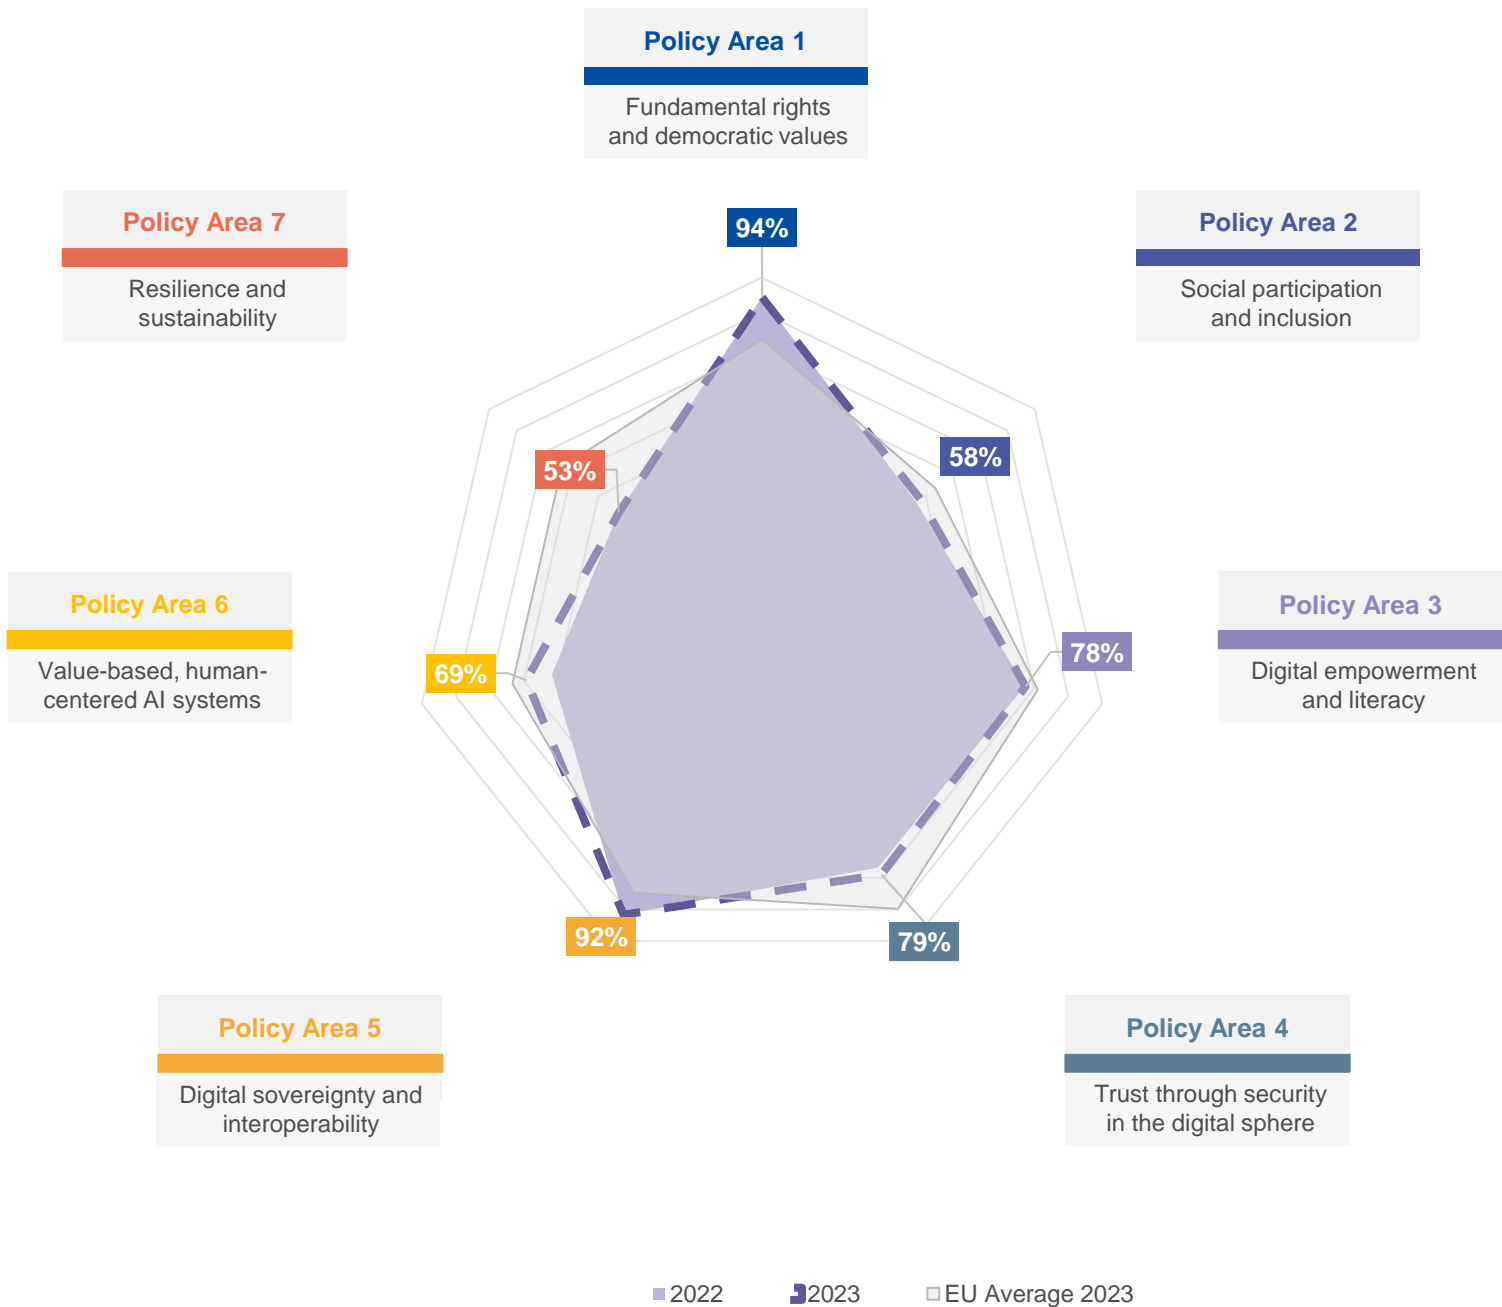 Policy Area 1
Fundamental rights
and democratic values
Policy Area 7
Resilience and
sustainability
Policy Area 2
Social participation
and inclusion
94%
53%
58%
Policy Area 6
Value-based, human-
centered AI systems
69%
78%
Policy Area 3
Digital empowerment
and literacy
92%
79%
Policy Area 5
Digital sovereignty and
interoperability
Policy Area 4
Trust through security
in the digital sphere
2022
2023
EU Average 2023